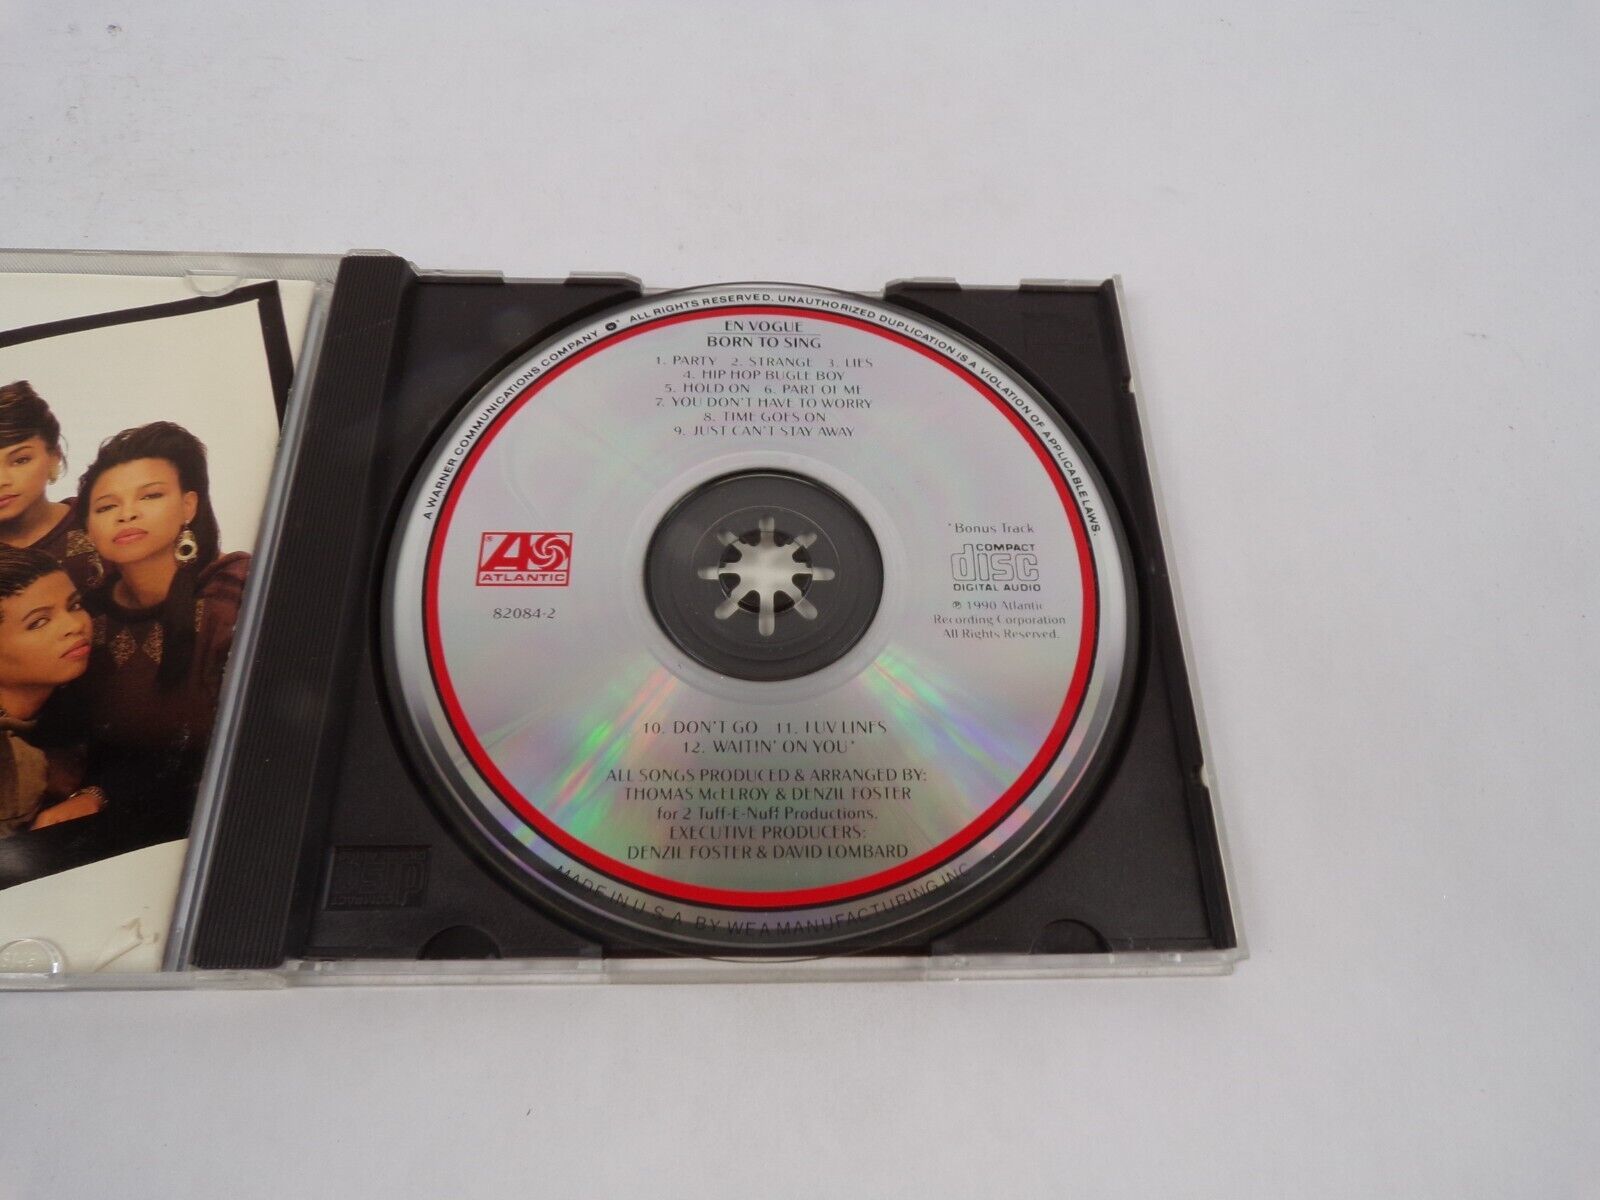 A WARNER COMMUNICATIONS COMPANY ALL RIGHTS RESERVED. UNAUTHORIZED DUPLICATION IS A VIOLATION OF APPLICABLE LAWS.
EN VOGUE
BORN TO SING
1. PARTY 2. STRANGE 3. LIES
4. HIP HOP BUGLE BOY
5. HOLD ON 6. PART OF ME
7. YOU DON'T HAVE TO WORRY
8. TIME GOES ON
9. JUST CAN'T STAY AWAY
ATLANTIC
82084-2
*Bonus Track
COMPACT
disc
DIGITAL AUDIO
℗ 1990 Atlantic
Recording Corporation
All Rights Reserved.
10. DON'T GO 11. LUV LINES
12. WAITIN' ON YOU*
ALL SONGS PRODUCED & ARRANGED BY:
THOMAS McELROY & DENZIL FOSTER
for 2 Tuff-E-Nuff Productions.
EXECUTIVE PRODUCERS:
DENZIL FOSTER & DAVID LOMBARD
MADE IN U.S.A. BY WEA MANUFACTURING INC.